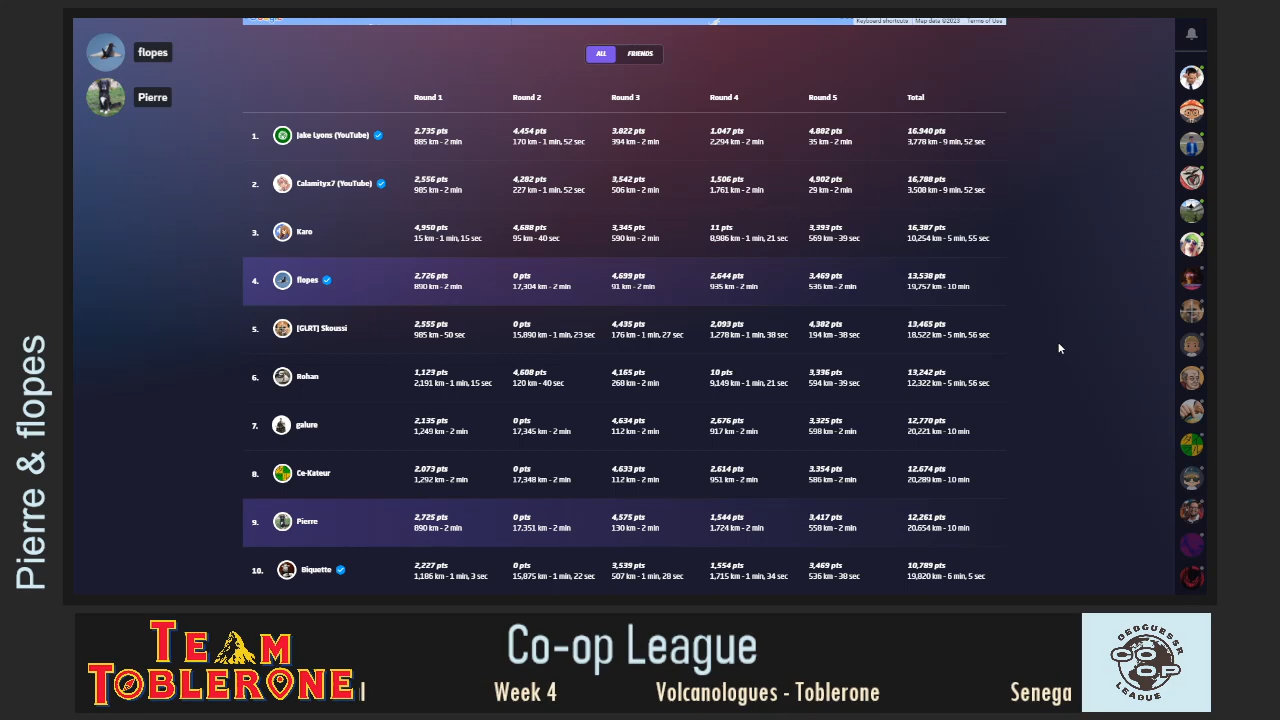 Google
Keyboard shortcuts Map data ©2023 Terms of Use
flopes
Pierre
ALL FRIENDS
Round 1 Round 2 Round 3 Round 4 Round 5 Total
1. Jake Lyons (YouTube) 2,735 pts 4,454 pts 3,822 pts 1,047 pts 4,882 pts 16,940 pts
885 km - 2 min 170 km - 1 min, 52 sec 394 km - 2 min 2,294 km - 2 min 35 km - 2 min 3,778 km - 9 min, 52 sec
2. Calamityx7 (YouTube) 2,556 pts 4,282 pts 3,542 pts 1,506 pts 4,902 pts 16,788 pts
985 km - 2 min 227 km - 1 min, 52 sec 506 km - 2 min 1,761 km - 2 min 29 km - 2 min 3,508 km - 9 min, 52 sec
3. Karo 4,950 pts 4,688 pts 3,345 pts 11 pts 3,393 pts 16,387 pts
15 km - 1 min, 15 sec 95 km - 40 sec 590 km - 2 min 8,986 km - 1 min, 21 sec 569 km - 39 sec 10,254 km - 5 min, 55 sec
4. flopes 2,726 pts 0 pts 4,699 pts 2,644 pts 3,469 pts 13,538 pts
890 km - 2 min 17,304 km - 2 min 91 km - 2 min 935 km - 2 min 536 km - 2 min 19,757 km - 10 min
5. [GLRT] Skoussi 2,555 pts 0 pts 4,435 pts 2,093 pts 4,382 pts 13,465 pts
985 km - 50 sec 15,890 km - 1 min, 23 sec 176 km - 1 min, 27 sec 1,278 km - 1 min, 38 sec 194 km - 38 sec 18,522 km - 5 min, 56 sec
6. Rohan 1,123 pts 4,608 pts 4,165 pts 10 pts 3,336 pts 13,242 pts
2,191 km - 1 min, 15 sec 120 km - 40 sec 268 km - 2 min 9,149 km - 1 min, 21 sec 594 km - 39 sec 12,322 km - 5 min, 56 sec
7. galure 2,135 pts 0 pts 4,634 pts 2,676 pts 3,325 pts 12,770 pts
1,249 km - 2 min 17,345 km - 2 min 112 km - 2 min 917 km - 2 min 598 km - 2 min 20,221 km - 10 min
8. Ce-Kateur 2,073 pts 0 pts 4,633 pts 2,614 pts 3,354 pts 12,674 pts
1,292 km - 2 min 17,348 km - 2 min 112 km - 2 min 951 km - 2 min 586 km - 2 min 20,289 km - 10 min
9. Pierre 2,725 pts 0 pts 4,575 pts 1,544 pts 3,417 pts 12,261 pts
890 km - 2 min 17,351 km - 2 min 130 km - 2 min 1,724 km - 2 min 558 km - 2 min 20,654 km - 10 min
10. Biquette 2,227 pts 0 pts 3,539 pts 1,554 pts 3,469 pts 10,789 pts
1,186 km - 1 min, 3 sec 15,875 km - 1 min, 22 sec 507 km - 1 min, 28 sec 1,715 km - 1 min, 34 sec 536 km - 38 sec 19,820 km - 6 min, 5 sec
Pierre & flopes
TEAM
TOBLERONE
Co-op League
Week 4 Volcanologues - Toblerone Senega
GEOGUESSR
CO-OP
LEAGUE